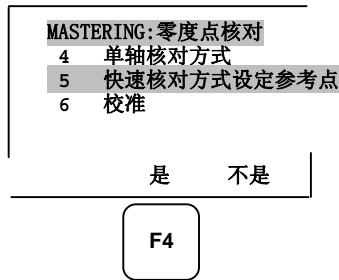 MASTERING:零度点核对
4 单轴核对方式
5 快速核对方式设定参考点
6 校准
是 不是
F4